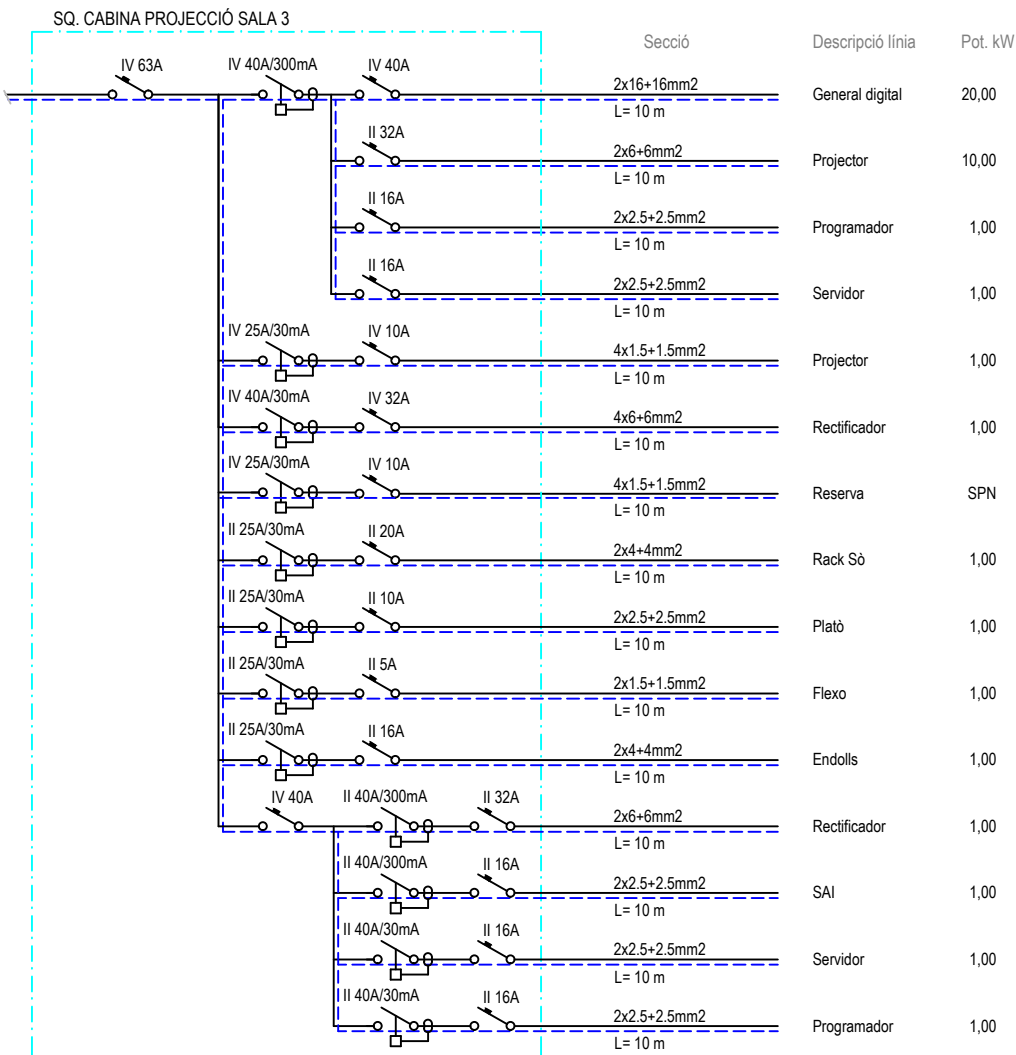 SQ. CABINA PROJECCIÓ SALA 3
Secció Descripció línia Pot. kW
IV 63A IV 40A/300mA IV 40A 2x16+16mm2 General digital 20,00
L= 10 m
II 32A 2x6+6mm2 Projector 10,00
L= 10 m
II 16A 2x2.5+2.5mm2 Programador 1,00
L= 10 m
II 16A 2x2.5+2.5mm2 Servidor 1,00
L= 10 m
IV 25A/30mA IV 10A 4x1.5+1.5mm2 Projector 1,00
L= 10 m
IV 40A/30mA IV 32A 4x6+6mm2 Rectificador 1,00
L= 10 m
IV 25A/30mA IV 10A 4x1.5+1.5mm2 Reserva SPN
L= 10 m
II 25A/30mA II 20A 2x4+4mm2 Rack Sò 1,00
L= 10 m
II 25A/30mA II 10A 2x2.5+2.5mm2 Platò 1,00
L= 10 m
II 25A/30mA II 5A 2x1.5+1.5mm2 Flexo 1,00
L= 10 m
II 25A/30mA II 16A 2x4+4mm2 Endolls 1,00
L= 10 m
IV 40A II 40A/300mA II 32A 2x6+6mm2 Rectificador 1,00
L= 10 m
II 40A/300mA II 16A 2x2.5+2.5mm2 SAI 1,00
L= 10 m
II 40A/30mA II 16A 2x2.5+2.5mm2 Servidor 1,00
L= 10 m
II 40A/30mA II 16A 2x2.5+2.5mm2 Programador 1,00
L= 10 m